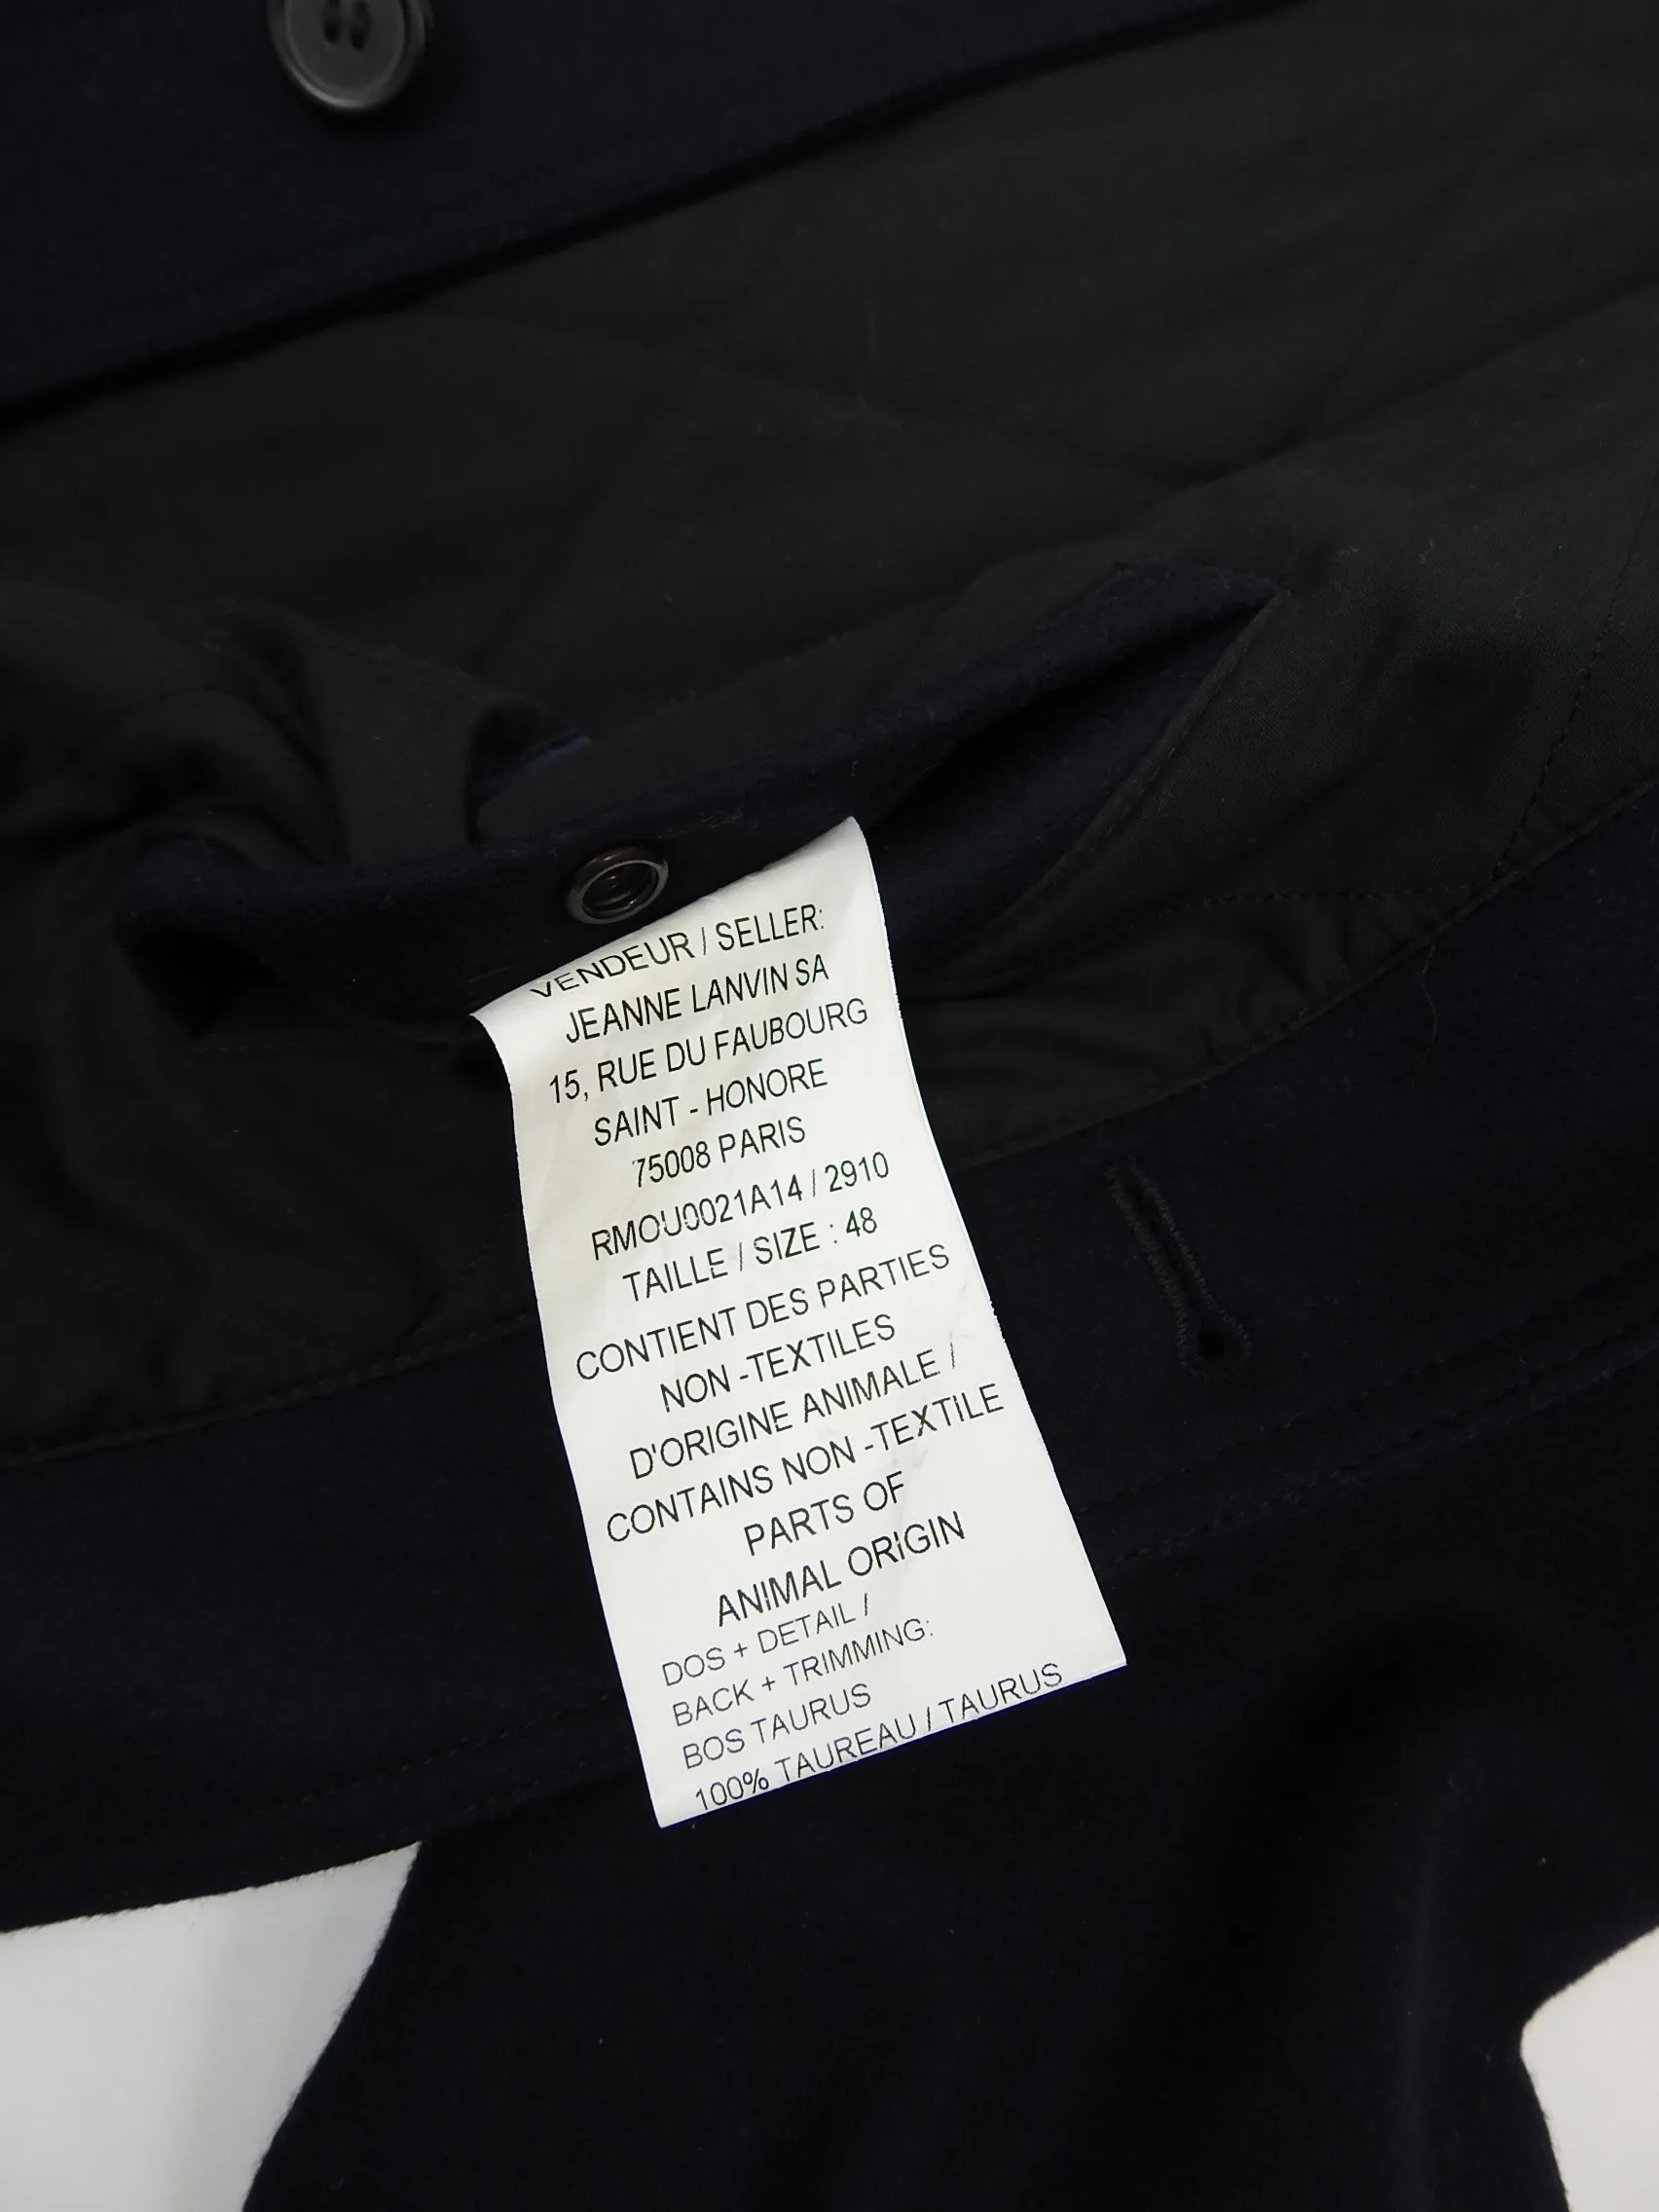 VENDEUR / SELLER:
JEANNE LANVIN SA
15, RUE DU FAUBOURG
SAINT - HONORE
75008 PARIS
RMOU0021A14 / 2910
TAILLE / SIZE : 48
CONTIENT DES PARTIES
NON -TEXTILES
D'ORIGINE ANIMALE /
CONTAINS NON -TEXTILE
PARTS OF
ANIMAL ORIGIN
DOS + DETAIL /
BACK + TRIMMING:
BOS TAURUS
100% TAUREAU / TAURUS